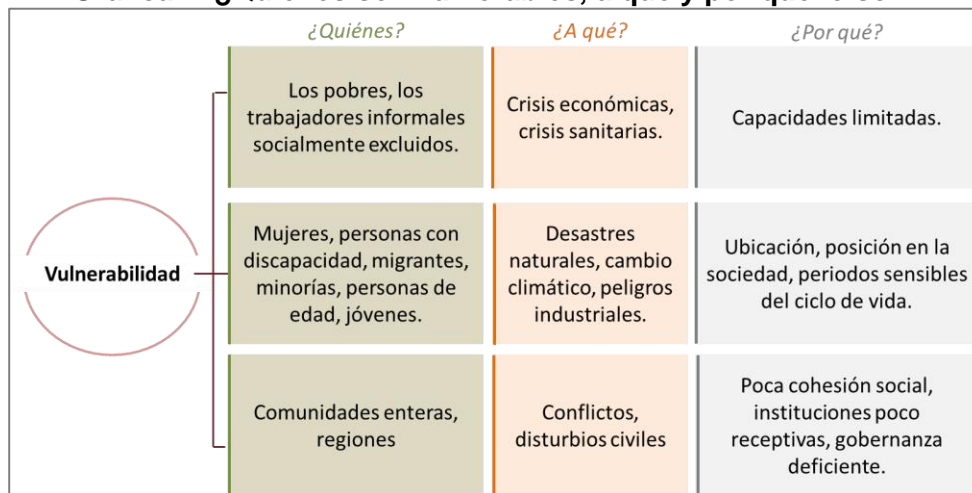 ¿Quiénes?
¿A qué?
¿Por qué?
Los pobres, los
trabajadores informales
socialmente excluidos.
Crisis económicas,
crisis sanitarias.
Capacidades limitadas.
Vulnerabilidad
Mujeres, personas con
discapacidad, migrantes,
minorías, personas de
edad, jóvenes.
Desastres
naturales, cambio
climático, peligros
industriales.
Ubicación, posición en la
sociedad, periodos sensibles
del ciclo de vida.
Comunidades enteras,
regiones
Conflictos,
disturbios civiles
Poca cohesión social,
instituciones poco
receptivas, gobernanza
deficiente.